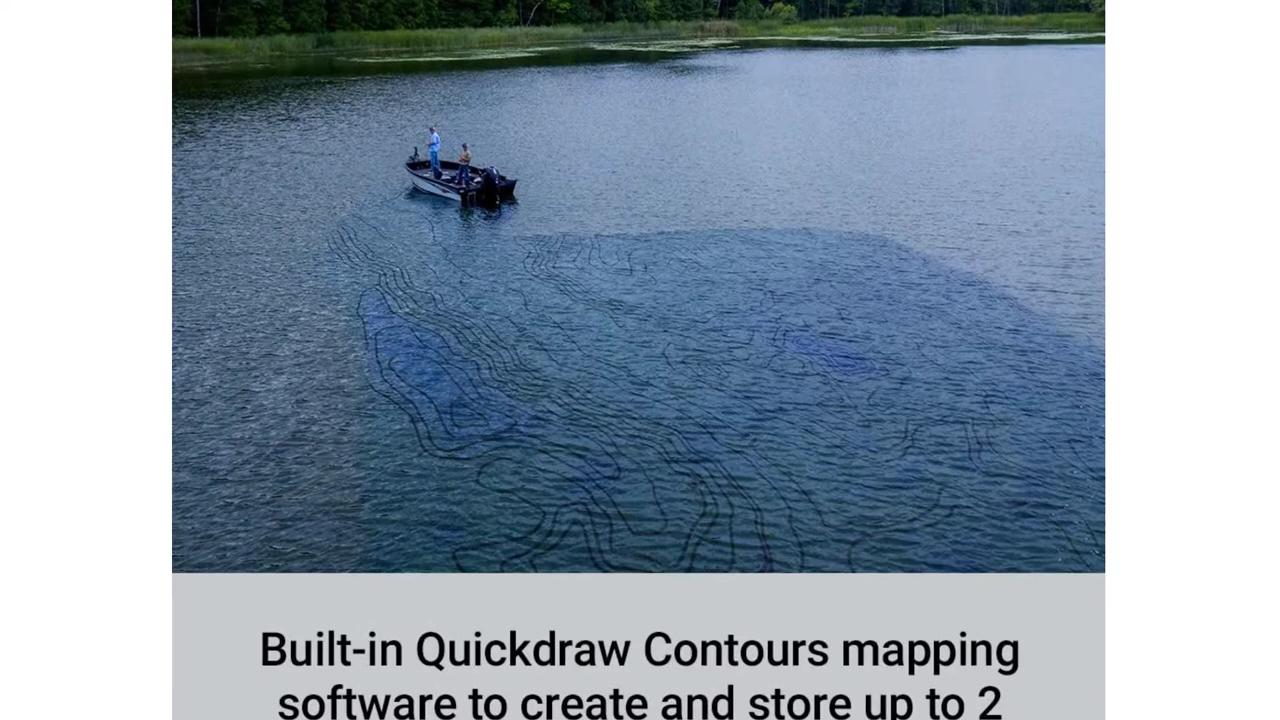 Built-in Quickdraw Contours mapping
software to create and store up to 2